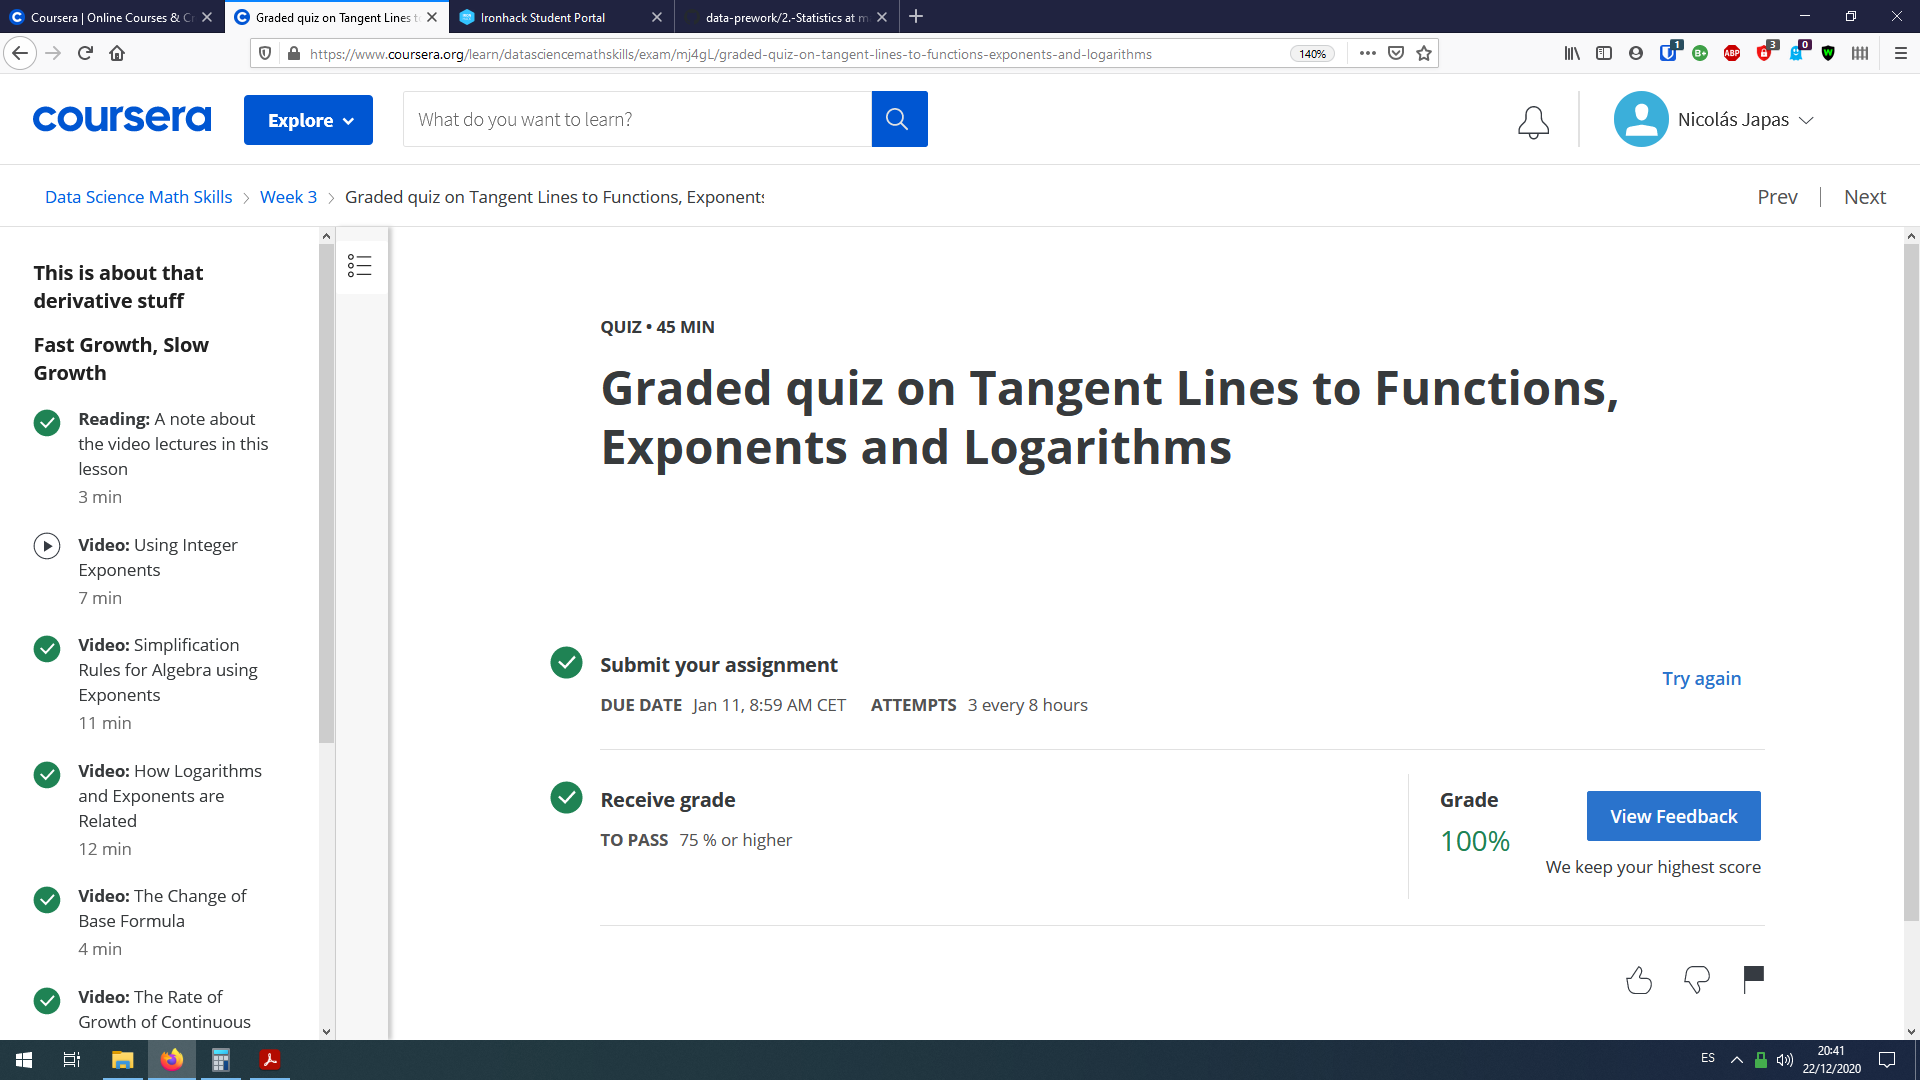 Coursera | Online Courses & Cr
Graded quiz on Tangent Lines to
Ironhack Student Portal
data-prework/2.-Statistics at m
https://www.coursera.org/learn/datasciencemathskills/exam/mj4gL/graded-quiz-on-tangent-lines-to-functions-exponents-and-logarithms
140%
1
B+
ABP
3
0
W
coursera
Explore
What do you want to learn?
Nicolás Japas
Data Science Math Skills
Week 3
Graded quiz on Tangent Lines to Functions, Exponents
Prev
Next
This is about that
derivative stuff
Fast Growth, Slow
Growth
Reading: A note about
the video lectures in this
lesson
3 min
Video: Using Integer
Exponents
7 min
Video: Simplification
Rules for Algebra using
Exponents
11 min
Video: How Logarithms
and Exponents are
Related
12 min
Video: The Change of
Base Formula
4 min
Video: The Rate of
Growth of Continuous
QUIZ • 45 MIN
Graded quiz on Tangent Lines to Functions,
Exponents and Logarithms
Submit your assignment
DUE DATE Jan 11, 8:59 AM CET ATTEMPTS 3 every 8 hours
Try again
Receive grade
TO PASS 75 % or higher
Grade
100%
View Feedback
We keep your highest score
ES
20:41
22/12/2020